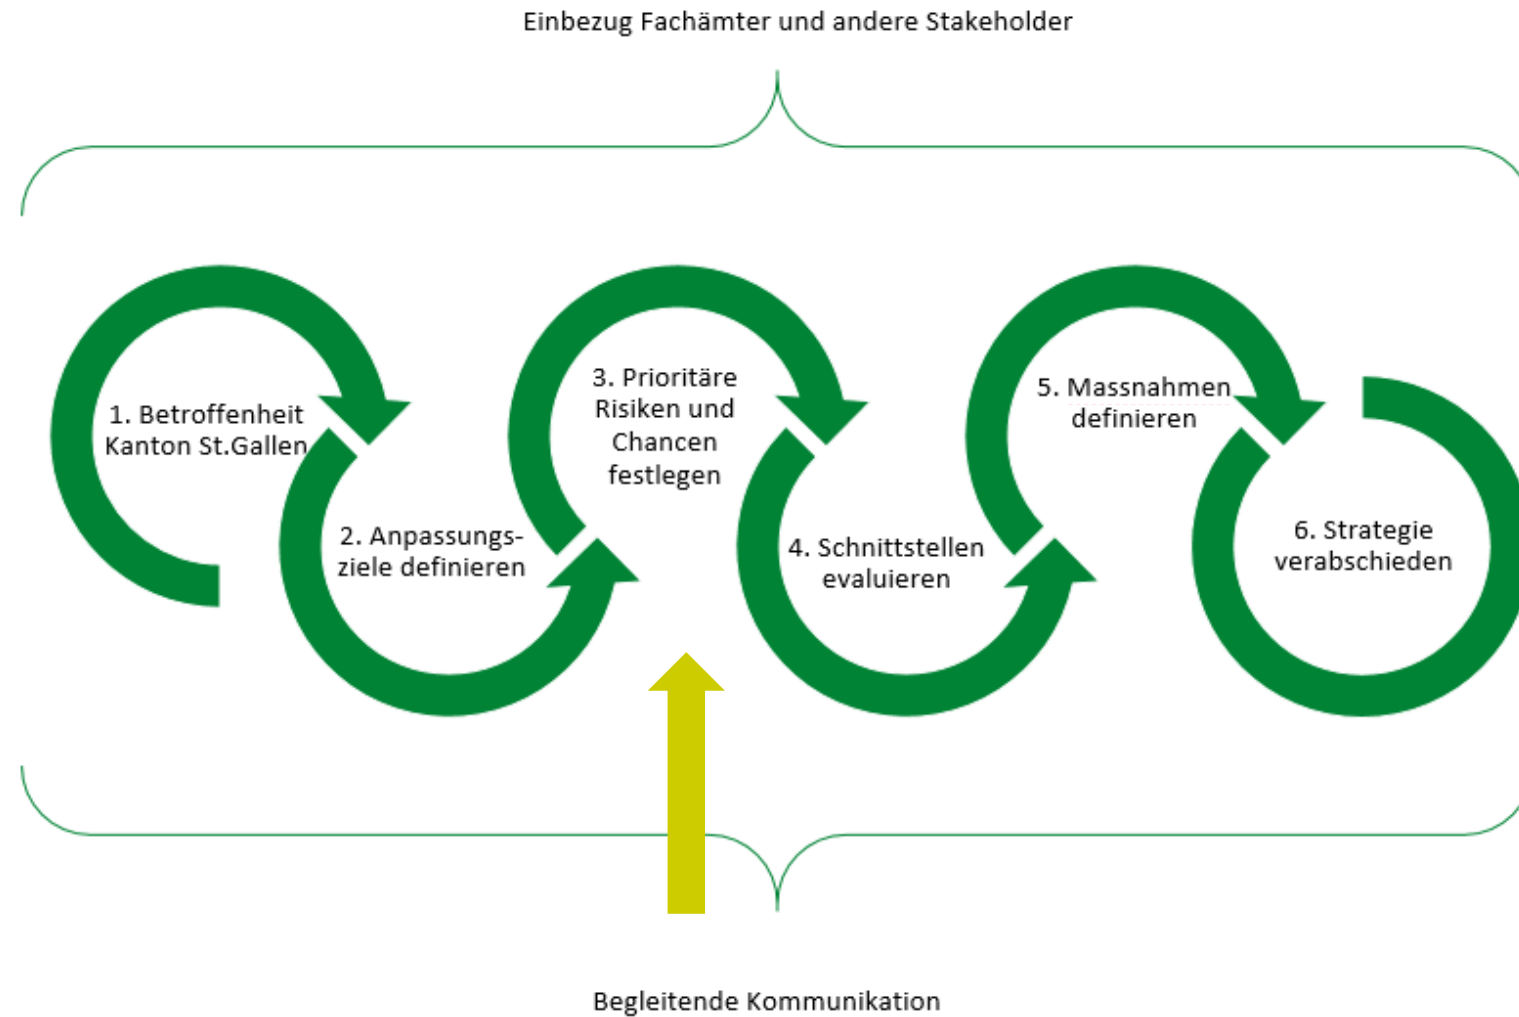 Einbezug Fachämter und andere Stakeholder
1. Betroffenheit
Kanton St.Gallen
2. Anpassungs-
ziele definieren
3. Prioritäre
Risiken und
Chancen
festlegen
4. Schnittstellen
evaluieren
5. Massnahmen
definieren
6. Strategie
verabschieden
Begleitende Kommunikation